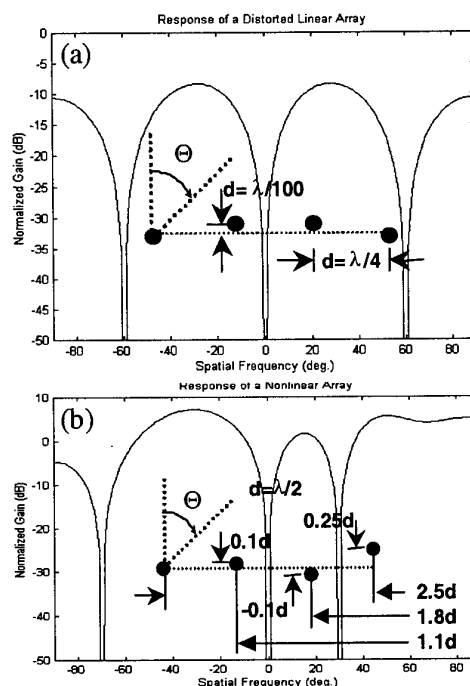 Response of a Distorted Linear Array
(a)
Normalized Gain (dB)
0
-5
-10
-15
-20
-25
-30
-35
-40
-45
-50
Θ
d=λ/100
d=λ/4
-80 -60 -40 -20 0 20 40 60 80
Spatial Frequency (deg.)
Response of a Nonlinear Array
(b)
Normalized Gain (dB)
10
0
-10
-20
-30
-40
-50
Θ
d=λ/2
0.1d
0.25d
-0.1d
2.5d
1.8d
1.1d
-80 -60 -40 -20 0 20 40 60 80
Spatial Frequency (deg.)